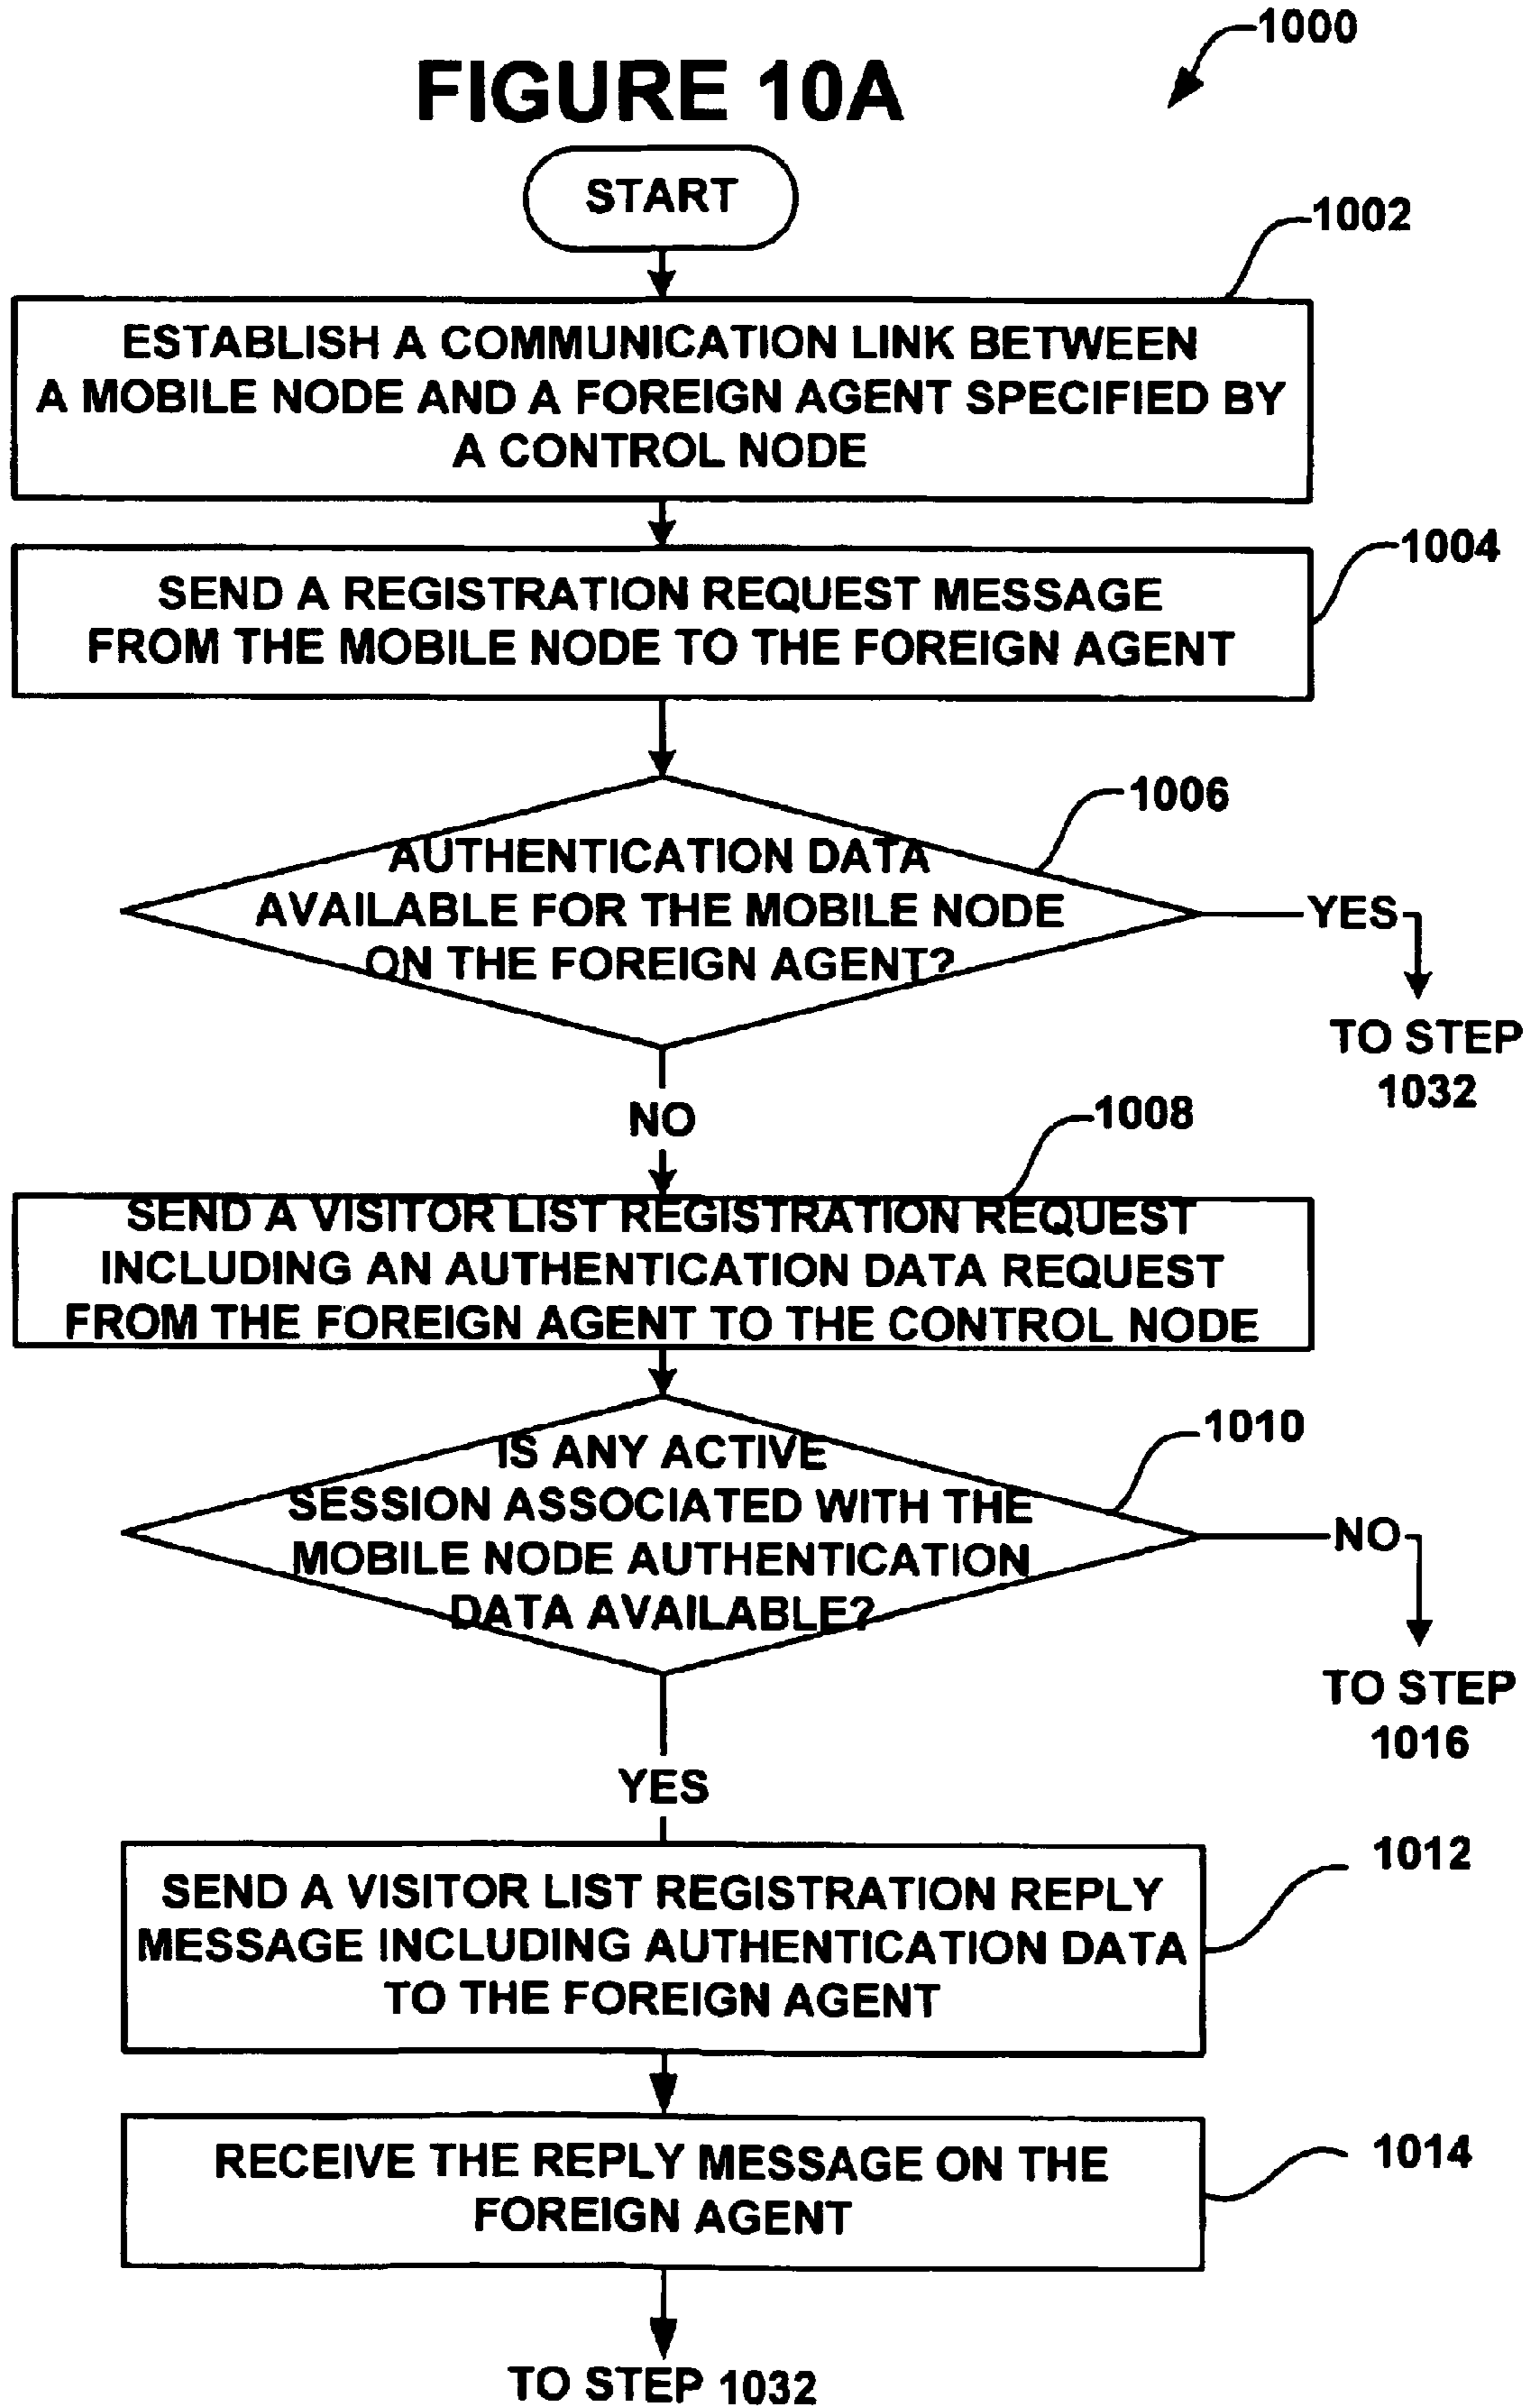 1000
FIGURE 10A
START
1002
ESTABLISH A COMMUNICATION LINK BETWEEN
A MOBILE NODE AND A FOREIGN AGENT SPECIFIED BY
A CONTROL NODE
1004
SEND A REGISTRATION REQUEST MESSAGE
FROM THE MOBILE NODE TO THE FOREIGN AGENT
1006
AUTHENTICATION DATA
AVAILABLE FOR THE MOBILE NODE
ON THE FOREIGN AGENT?
YES
TO STEP
1032
NO
1008
SEND A VISITOR LIST REGISTRATION REQUEST
INCLUDING AN AUTHENTICATION DATA REQUEST
FROM THE FOREIGN AGENT TO THE CONTROL NODE
1010
IS ANY ACTIVE
SESSION ASSOCIATED WITH THE
MOBILE NODE AUTHENTICATION
DATA AVAILABLE?
NO
TO STEP
1016
YES
1012
SEND A VISITOR LIST REGISTRATION REPLY
MESSAGE INCLUDING AUTHENTICATION DATA
TO THE FOREIGN AGENT
1014
RECEIVE THE REPLY MESSAGE ON THE
FOREIGN AGENT
TO STEP 1032